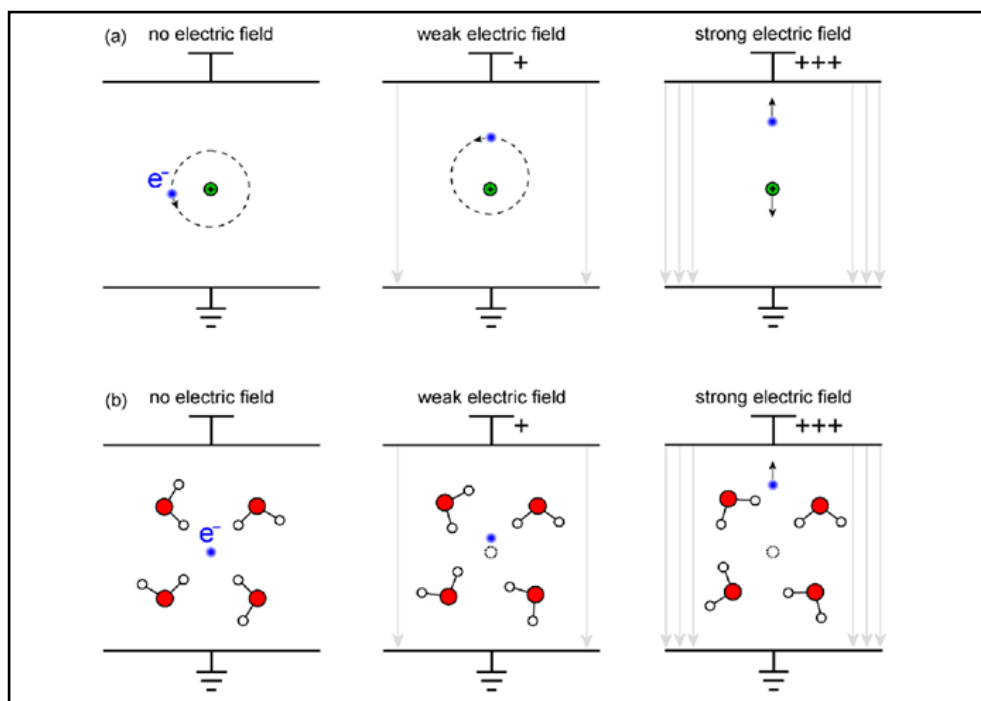 (a)
no electric field
weak electric field
strong electric field
+
+++
e⁻
+
+
+
(b)
no electric field
weak electric field
strong electric field
+
+++
e⁻